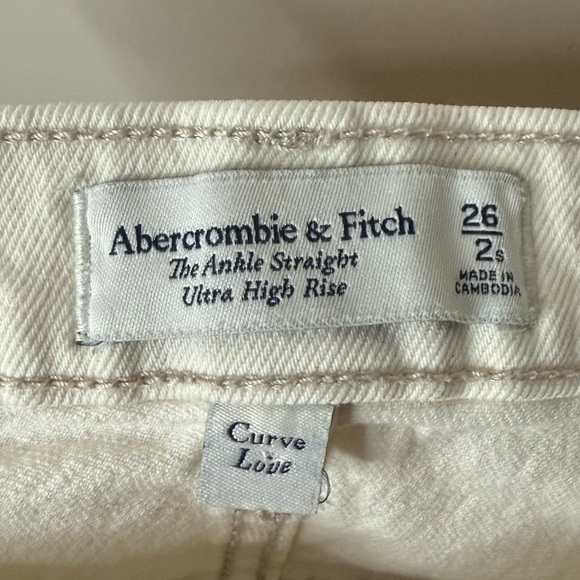 Abercrombie & Fitch
The Ankle Straight
Ultra High Rise
26
2s
MADE IN
CAMBODIA
Curve
Love